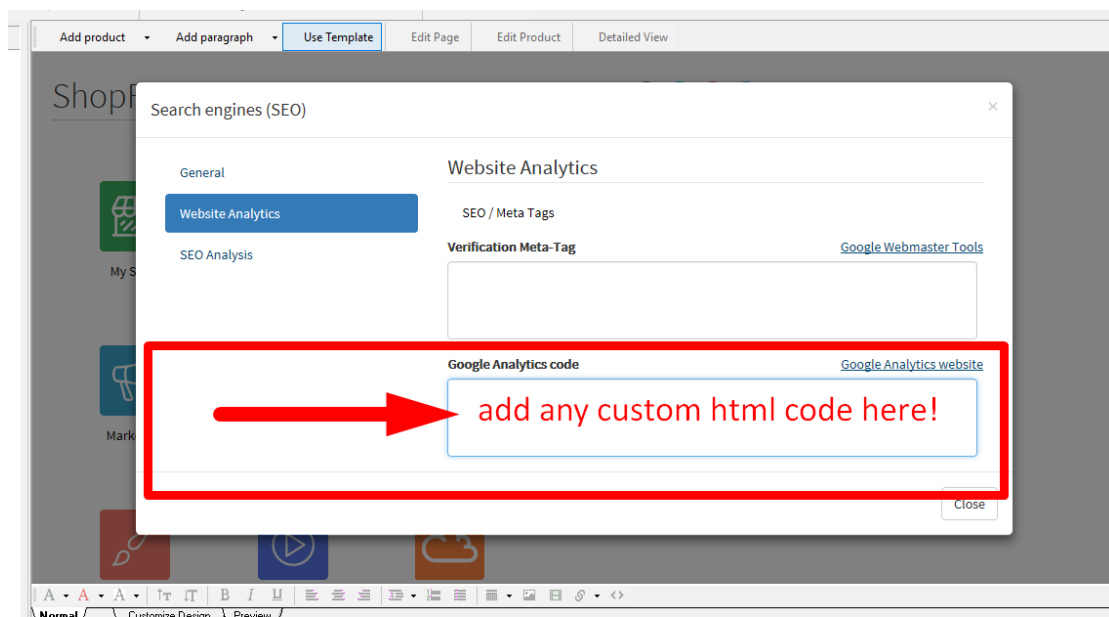 Add product Add paragraph Use Template Edit Page Edit Product Detailed View
Search engines (SEO) ×
General
Website Analytics
SEO Analysis
Website Analytics
SEO / Meta Tags
Verification Meta-Tag Google Webmaster Tools
Google Analytics code Google Analytics website
add any custom html code here!
Close
My S
Mark
Normal Customize Design Preview